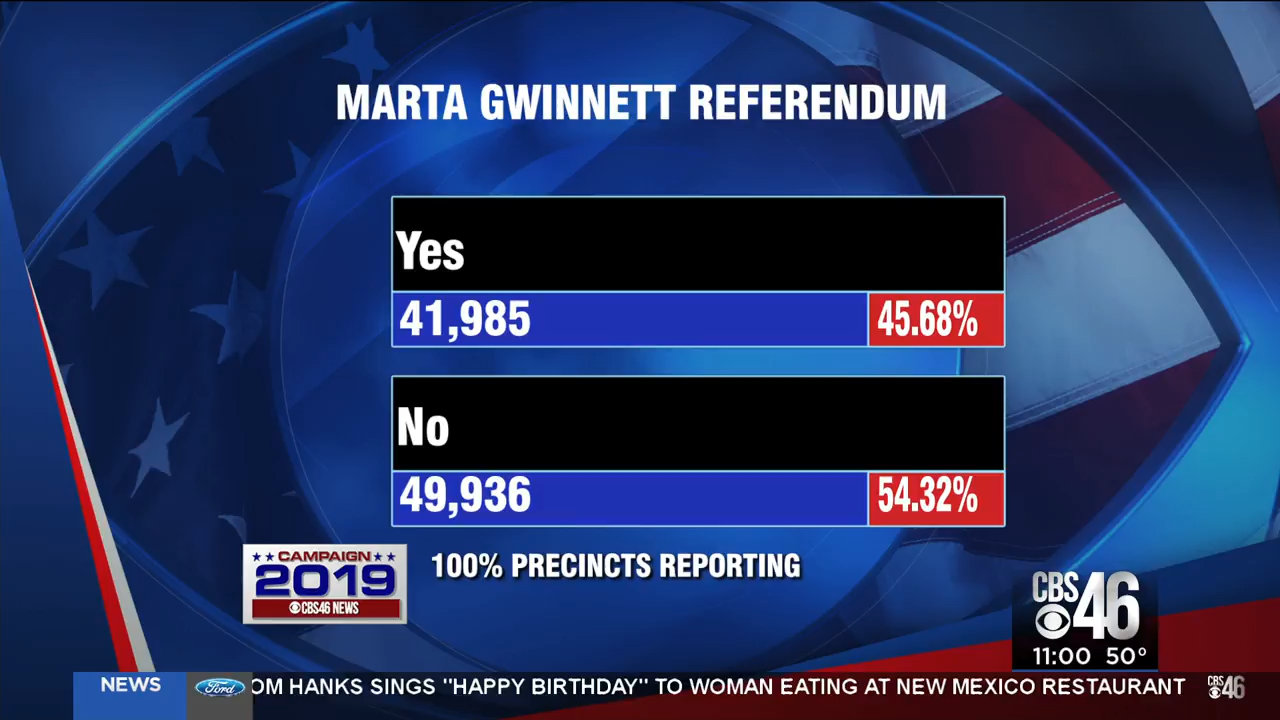 MARTA GWINNETT REFERENDUM
Yes
41,985 45.68%
No
49,936 54.32%
CAMPAIGN
2019
CBS46 NEWS
100% PRECINCTS REPORTING
CBS 46
11:00 50°
NEWS Ford OM HANKS SINGS "HAPPY BIRTHDAY" TO WOMAN EATING AT NEW MEXICO RESTAURANT CBS 46